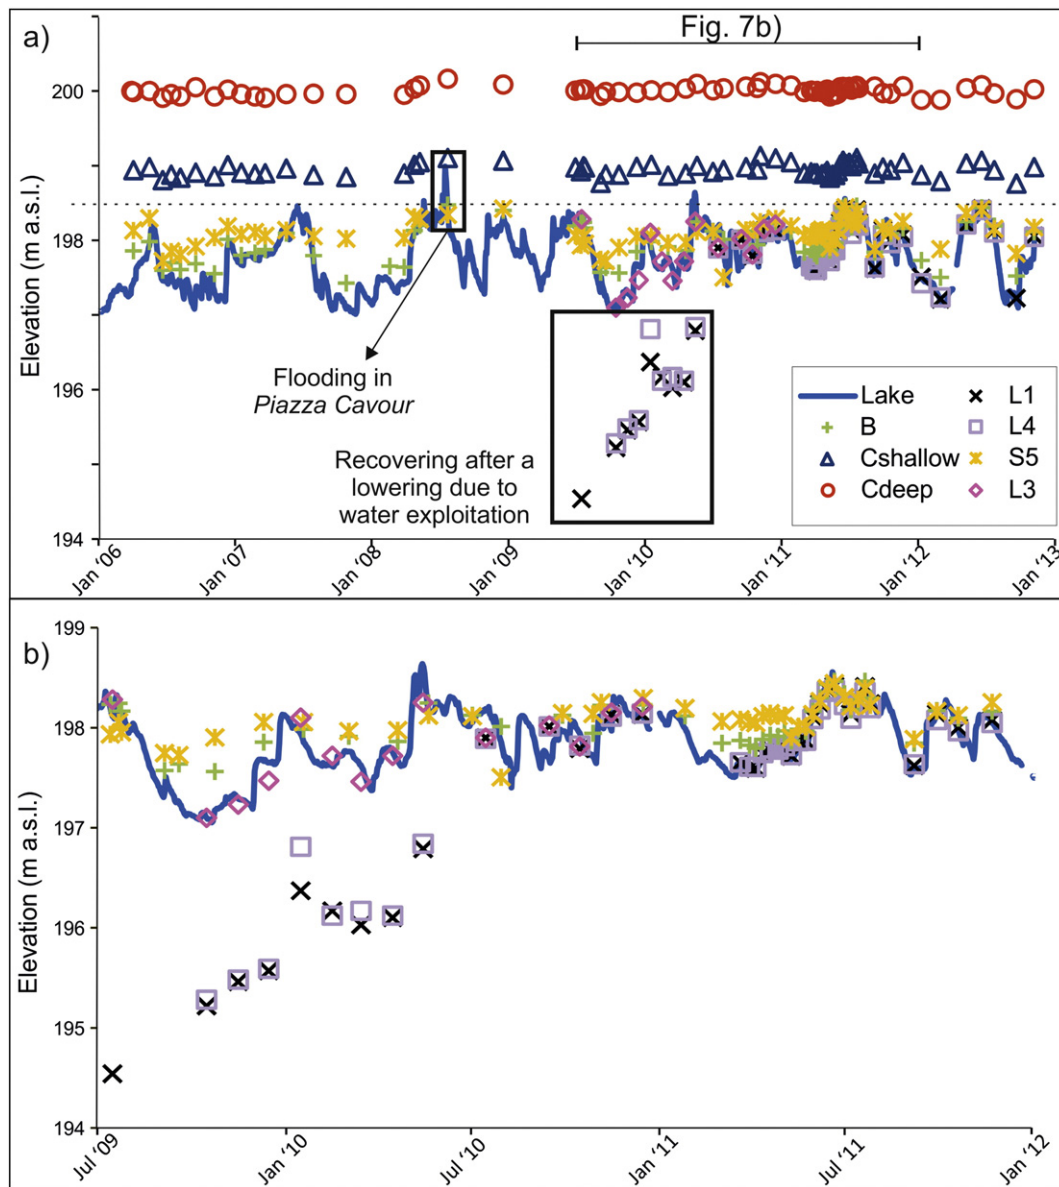 a)
Fig. 7b)
Elevation (m a.s.l.)
200
198
196
194
Flooding in
Piazza Cavour
Recovering after a
lowering due to
water exploitation
Lake
B
Cshallow
Cdeep
L1
L4
S5
L3
Jan ‘06
Jan ‘07
Jan ‘08
Jan ‘09
Jan ‘10
Jan ‘11
Jan ‘12
Jan ‘13
b)
Elevation (m a.s.l.)
199
198
197
196
195
194
Jul ‘09
Jan ‘10
Jul ‘10
Jan ‘11
Jul ‘11
Jan ‘12